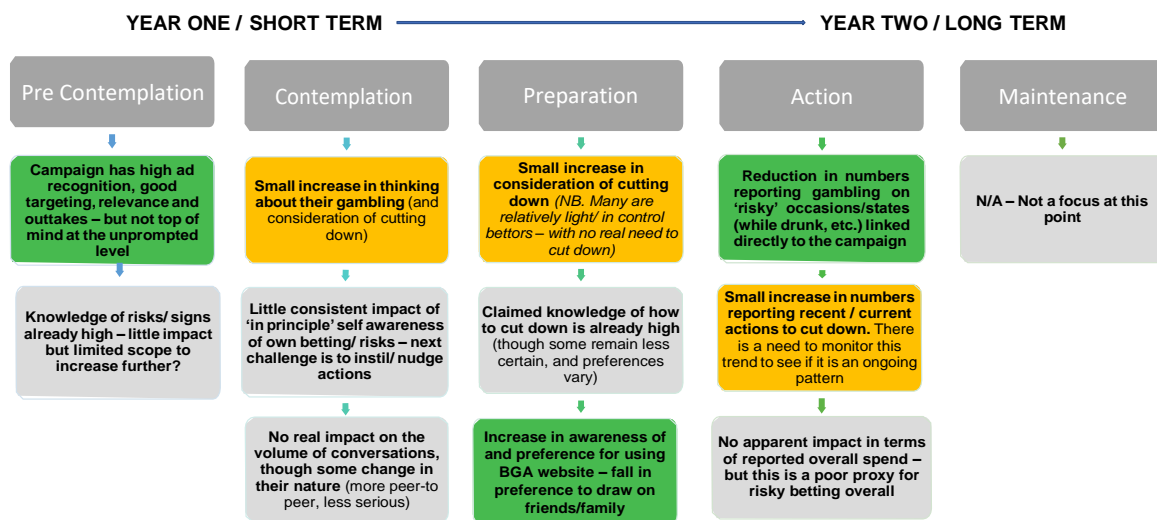 YEAR ONE / SHORT TERM
YEAR TWO / LONG TERM
Pre Contemplation
Contemplation
Preparation
Action
Maintenance
Campaign has high ad
recognition, good
targeting, relevance and
outtakes – but not top of
mind at the unprompted
level
Small increase in thinking
about their gambling (and
consideration of cutting
down)
Small increase in
consideration of cutting
down (NB. Many are
relatively light/ in control
bettors – with no real need to
cut down)
Reduction in numbers
reporting gambling on
'risky' occasions/states
(while drunk, etc.) linked
directly to the campaign
N/A – Not a focus at this
point
Knowledge of risks/ signs
already high – little impact
but limited scope to
increase further?
Little consistent impact of
'in principle' self awareness
of own betting/ risks – next
challenge is to instil/ nudge
actions
Claimed knowledge of how
to cut down is already high
(though some remain less
certain, and preferences
vary)
Small increase in numbers
reporting recent / current
actions to cut down. There
is a need to monitor this
trend to see if it is an ongoing
pattern
No real impact on the
volume of conversations,
though some change in
their nature (more peer-to
peer, less serious)
Increase in awareness of
and preference for using
BGA website – fall in
preference to draw on
friends/family
No apparent impact in terms
of reported overall spend –
but this is a poor proxy for
risky betting overall